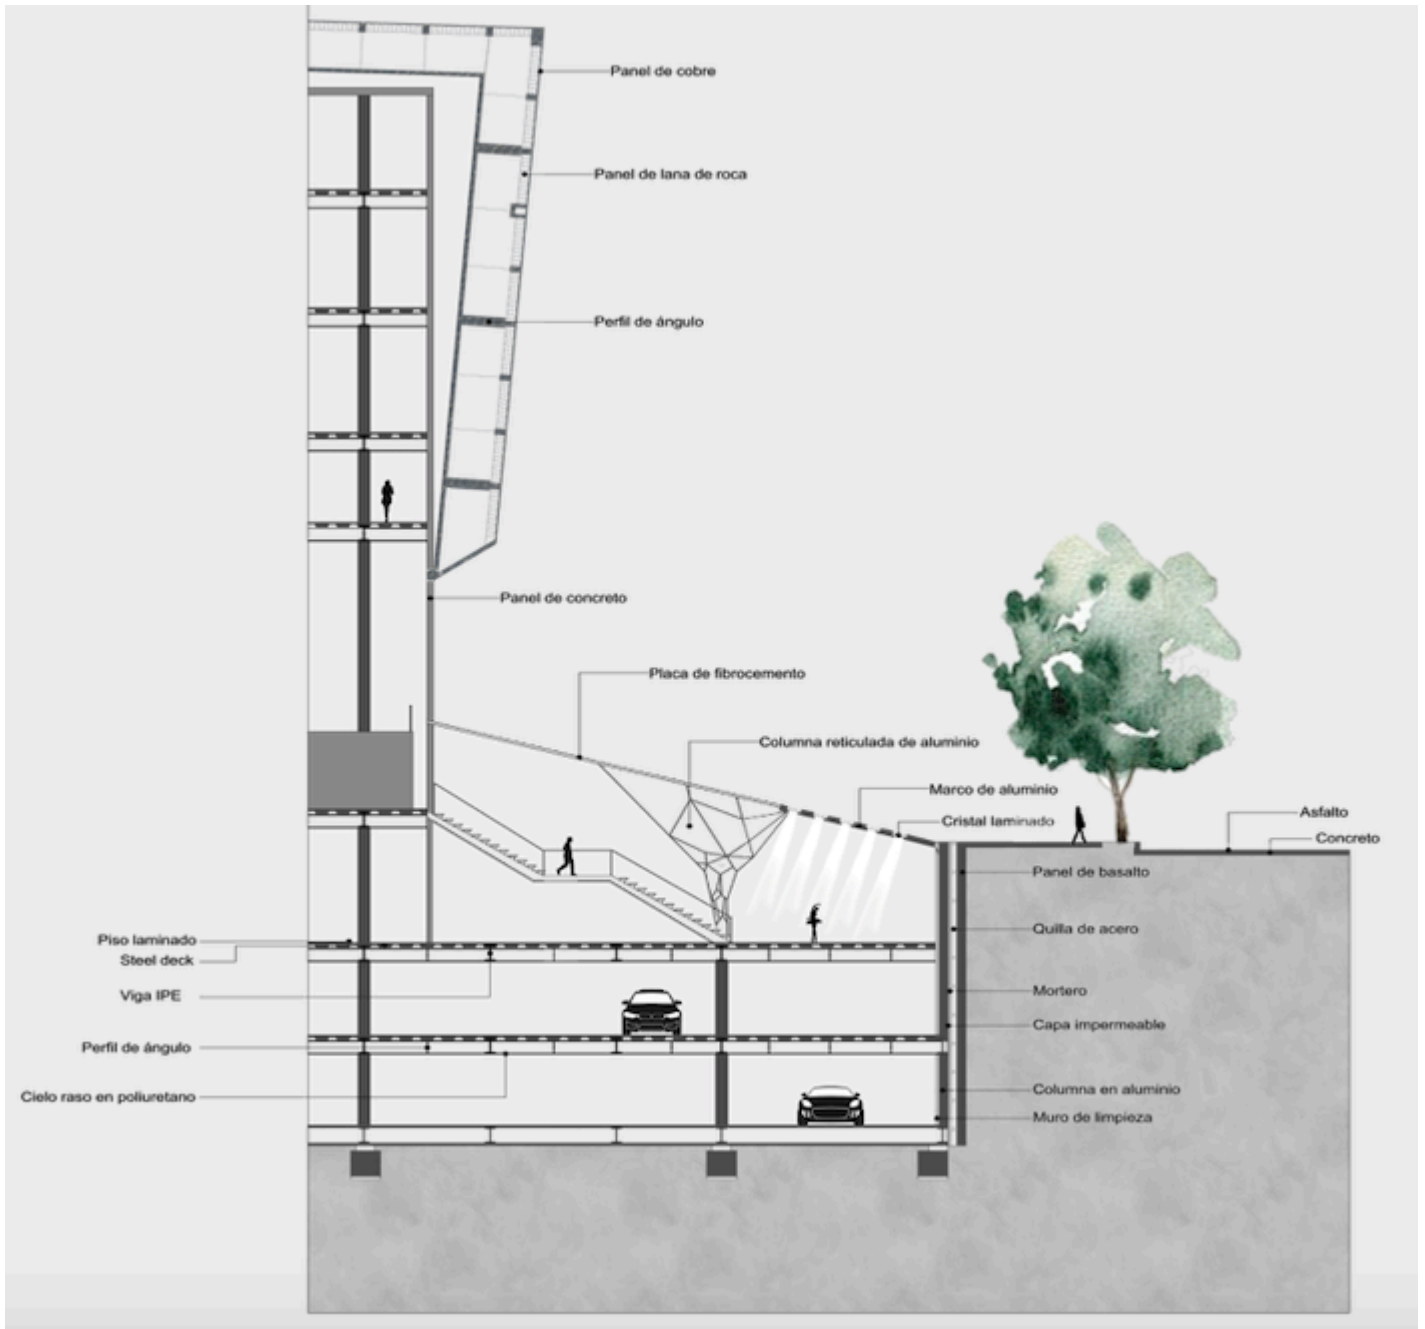 Panel de cobre
Panel de lana de roca
Perfil de ángulo
Panel de concreto
Placa de fibrocemento
Columna reticulada de aluminio
Marco de aluminio
Cristal laminado
Asfalto
Concreto
Panel de basalto
Quilla de acero
Piso laminado
Steel deck
Viga IPE
Mortero
Capa impermeable
Perfil de ángulo
Cielo raso en poliuretano
Columna en aluminio
Muro de limpieza